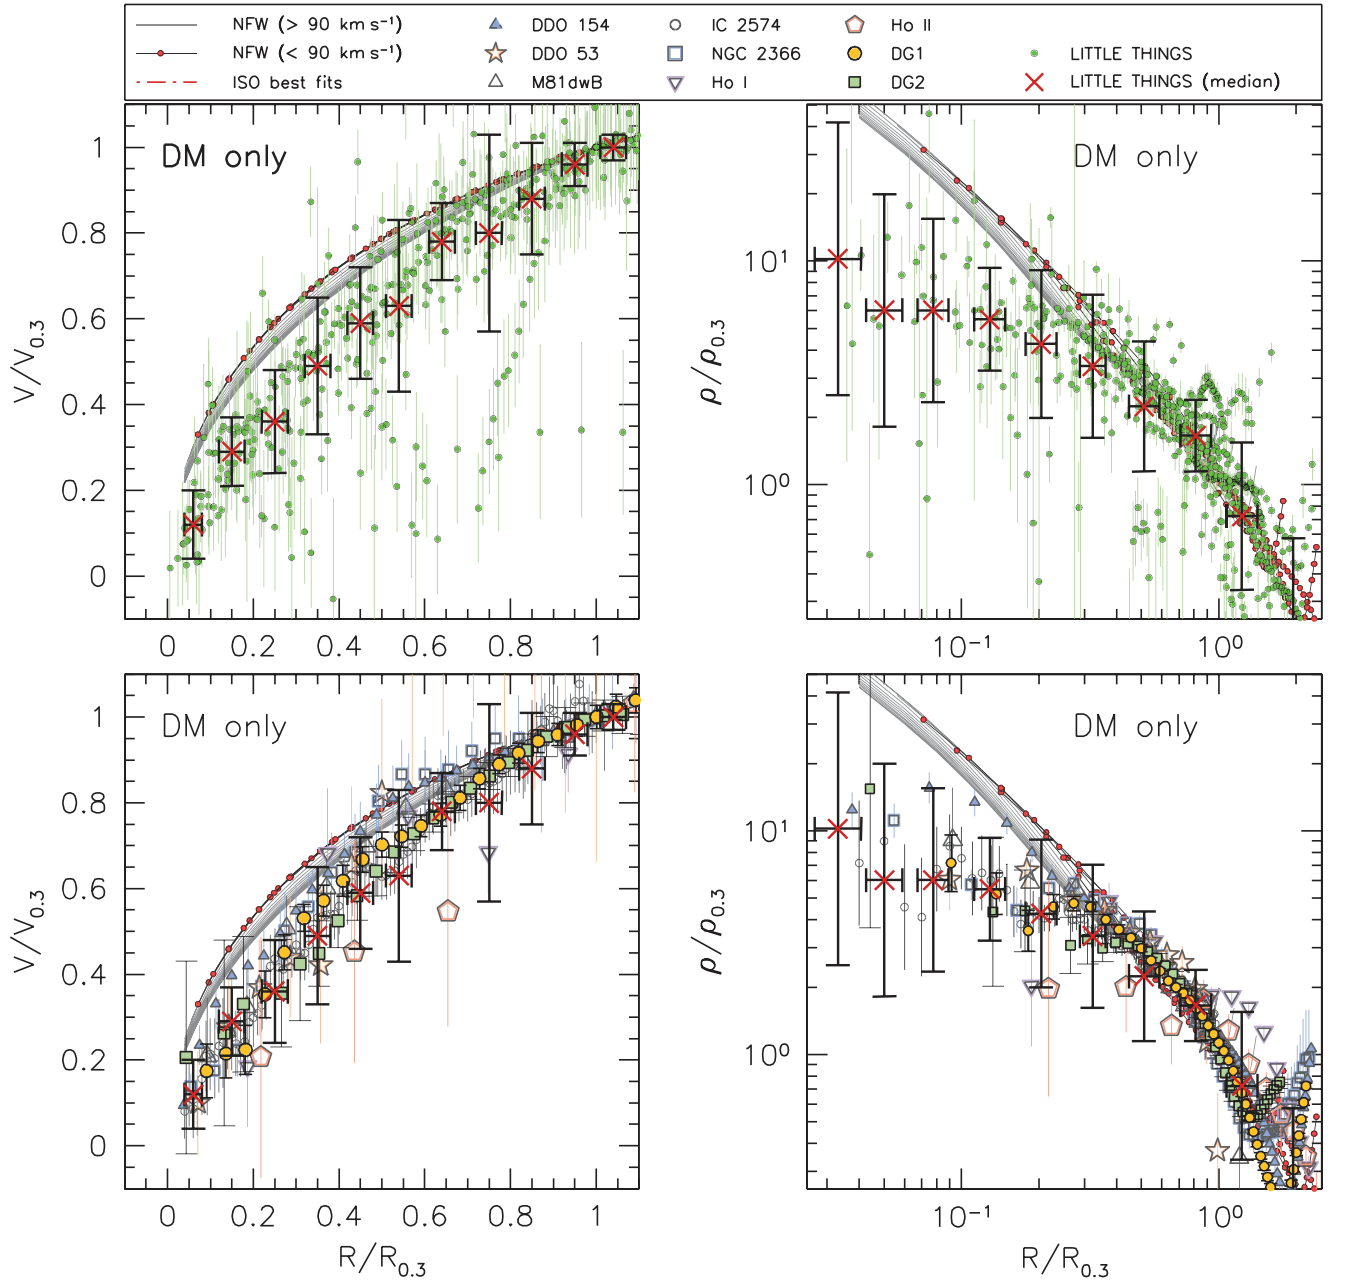 NFW (> 90 km s⁻¹)
NFW (< 90 km s⁻¹)
ISO best fits
DDO 154
DDO 53
M81dwB
IC 2574
NGC 2366
Ho I
Ho II
DG1
DG2
LITTLE THINGS
LITTLE THINGS (median)
DM only
V/V0.3
1
0.8
0.6
0.4
0.2
0
0 0.2 0.4 0.6 0.8 1
DM only
ρ/ρ0.3
10¹
10⁰
10⁻¹ 10⁰
DM only
V/V0.3
1
0.8
0.6
0.4
0.2
0
0 0.2 0.4 0.6 0.8 1
R/R0.3
DM only
ρ/ρ0.3
10¹
10⁰
10⁻¹ 10⁰
R/R0.3